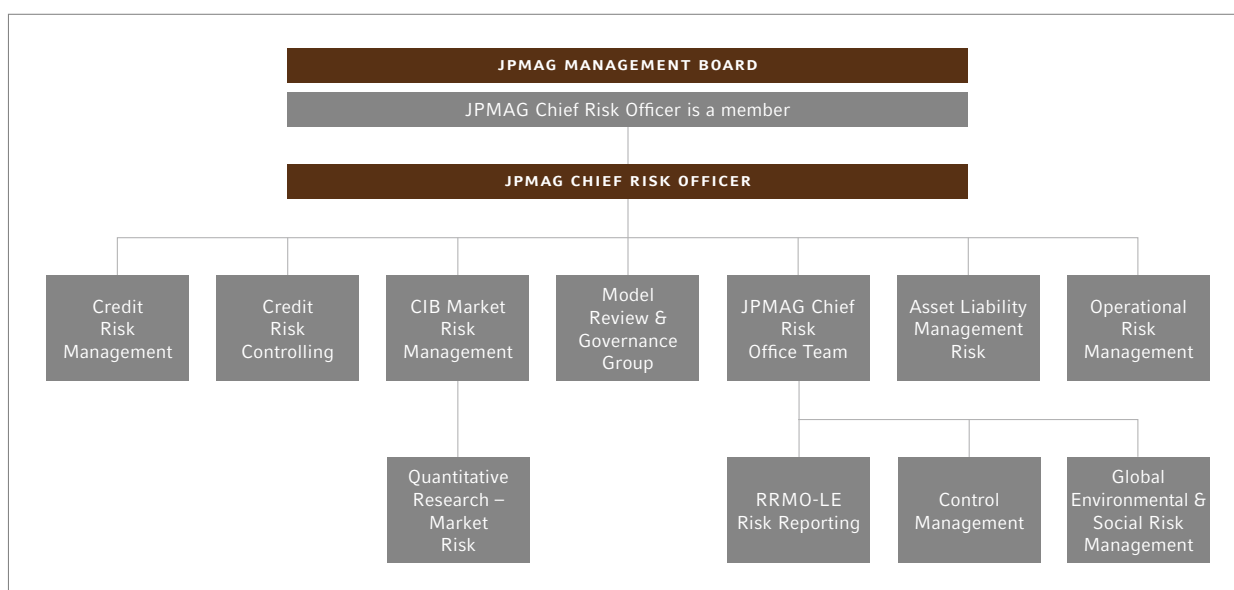 JPMAG MANAGEMENT BOARD
JPMAG Chief Risk Officer is a member
JPMAG CHIEF RISK OFFICER
Credit
Risk
Management
Credit
Risk
Controlling
CIB Market
Risk
Management
Model
Review &
Governance
Group
JPMAG Chief
Risk
Office Team
Asset Liability
Management
Risk
Operational
Risk
Management
Quantitative
Research –
Market
Risk
RRMO-LE
Risk Reporting
Control
Management
Global
Environmental &
Social Risk
Management